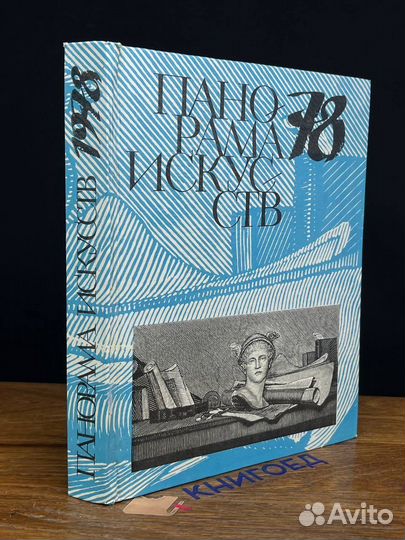 ПАНО-
РАМА
ИСКУС-
СТВ
78
ПАНОРАМА ИСКУССТВ 1978
КНИГОЕД
Avito